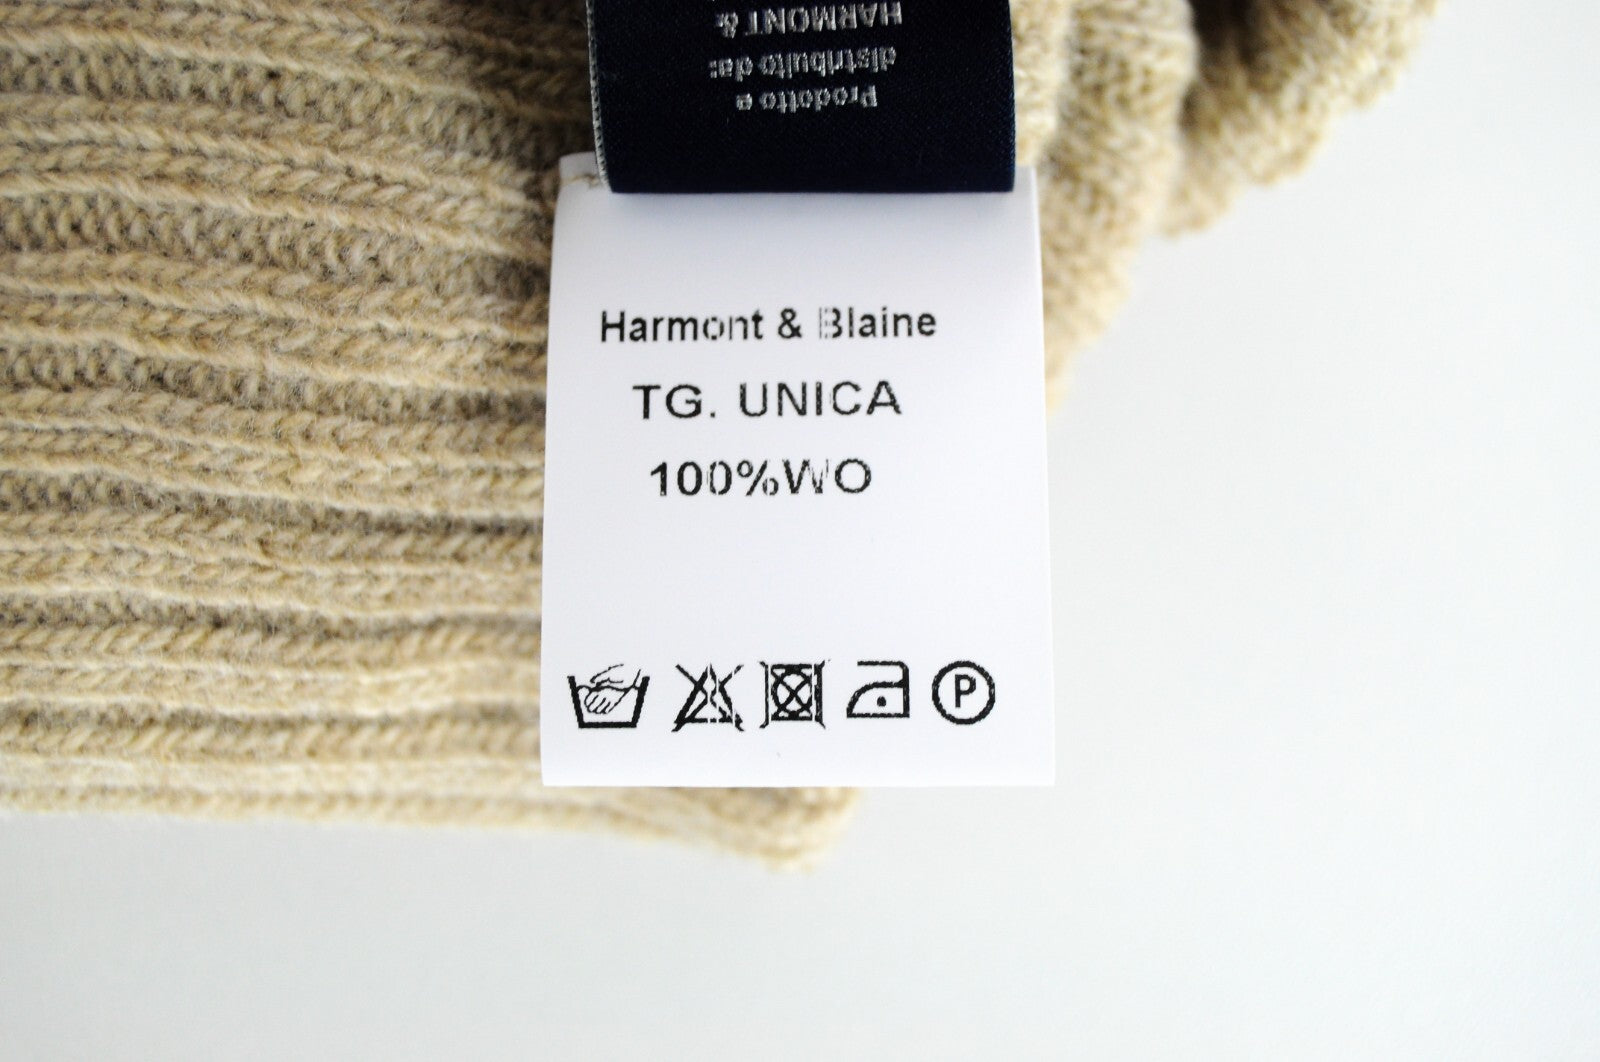 Prodotto e
distribuito da:
HARMONT &
Harmont & Blaine
TG. UNICA
100%WO
P